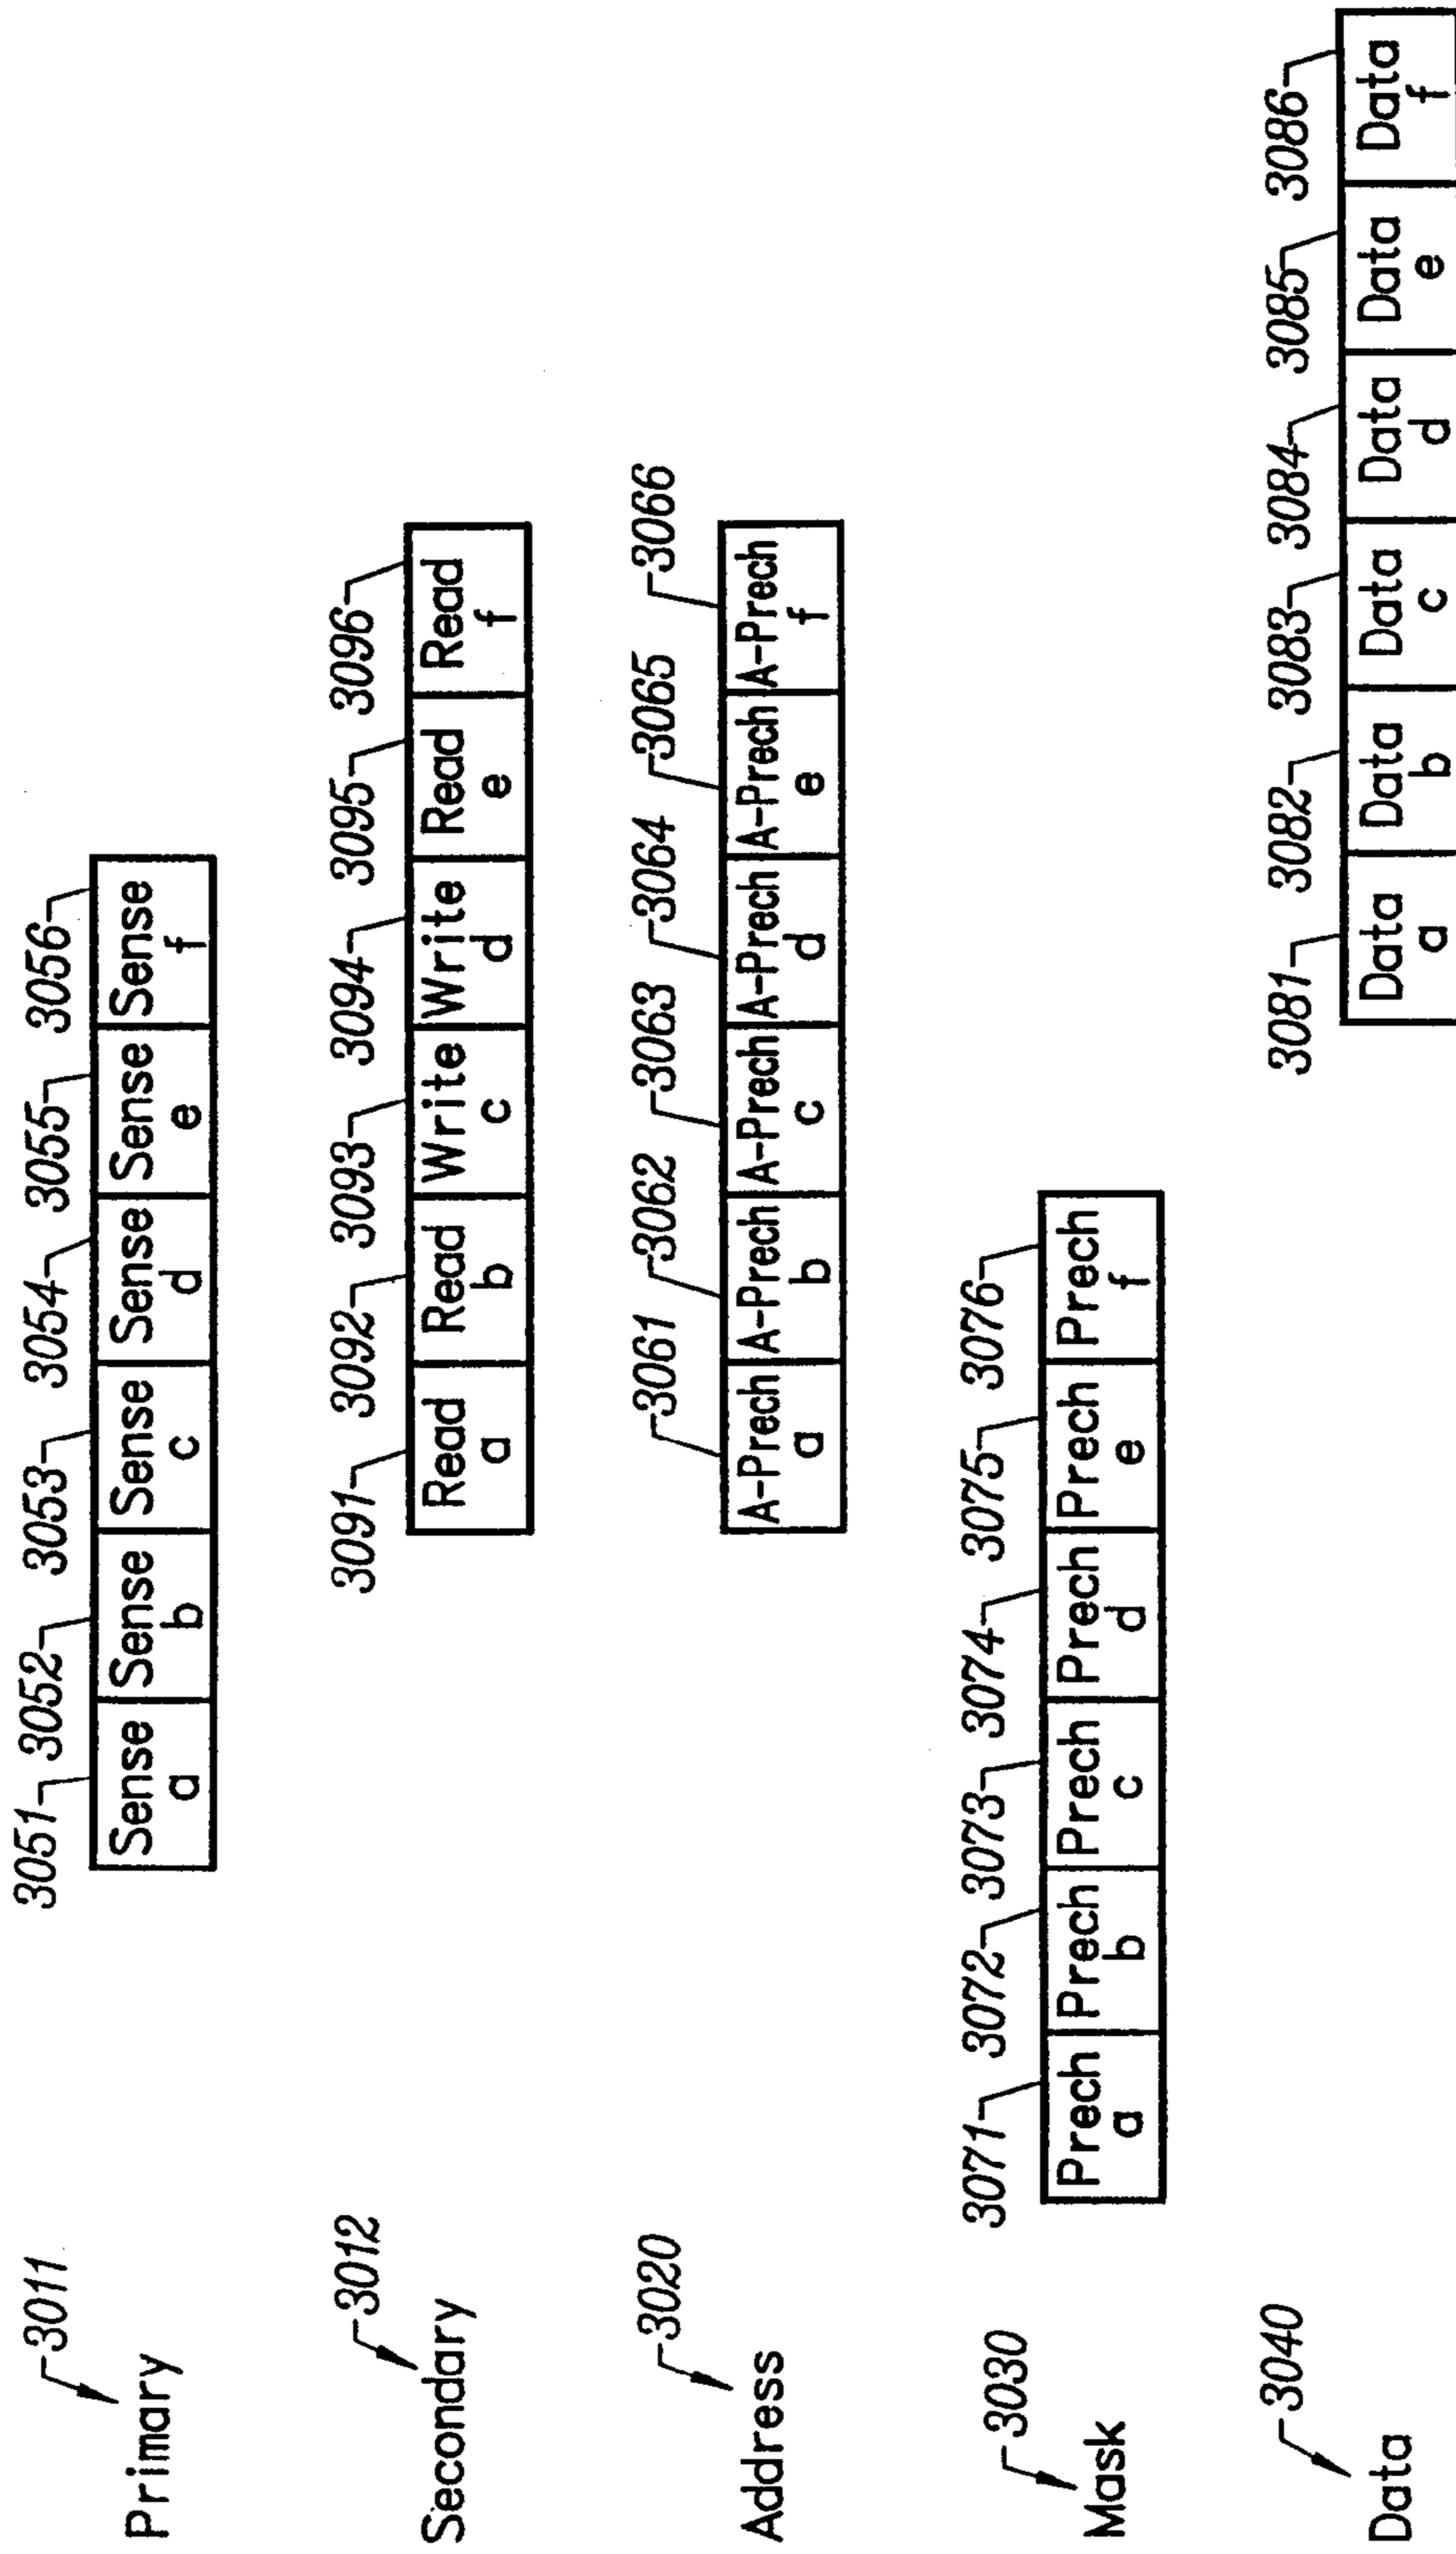 3011
Primary
3051 3052 3053 3054 3055 3056
Sense Sense Sense Sense Sense Sense
a b c d e f
3012
Secondary
3091 3092 3093 3094 3095 3096
Read Read Write Write Read Read
a b c d e f
3020
Address
3061 3062 3063 3064 3065 3066
A-Prech A-Prech A-Prech A-Prech A-Prech A-Prech
a b c d e f
3030
Mask
3071 3072 3073 3074 3075 3076
Prech Prech Prech Prech Prech Prech
a b c d e f
3040
Data
3081 3082 3083 3084 3085 3086
Data Data Data Data Data Data
a b c d e f